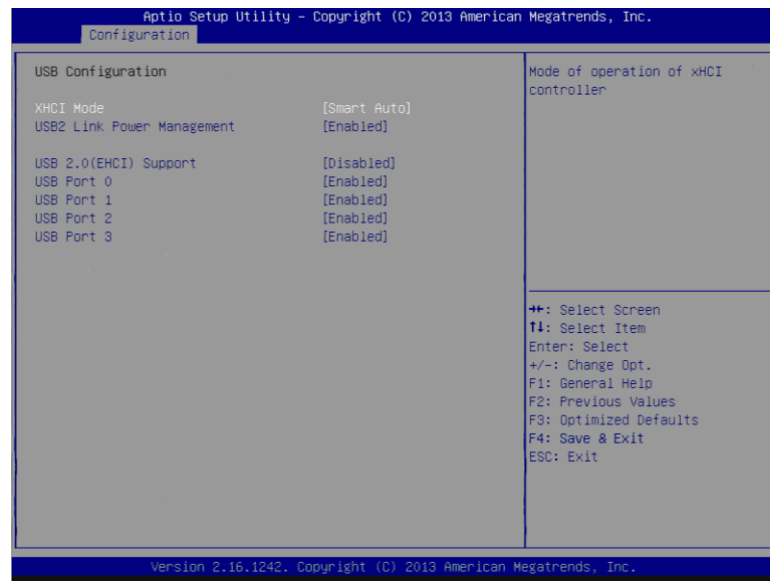 Aptio Setup Utility – Copyright (C) 2013 American Megatrends, Inc.
Configuration
USB Configuration
XHCI Mode [Smart Auto]
USB2 Link Power Management [Enabled]
USB 2.0(EHCI) Support [Disabled]
USB Port 0 [Enabled]
USB Port 1 [Enabled]
USB Port 2 [Enabled]
USB Port 3 [Enabled]
Mode of operation of xHCI
controller
→←: Select Screen
↑↓: Select Item
Enter: Select
+/-: Change Opt.
F1: General Help
F2: Previous Values
F3: Optimized Defaults
F4: Save & Exit
ESC: Exit
Version 2.16.1242. Copyright (C) 2013 American Megatrends, Inc.